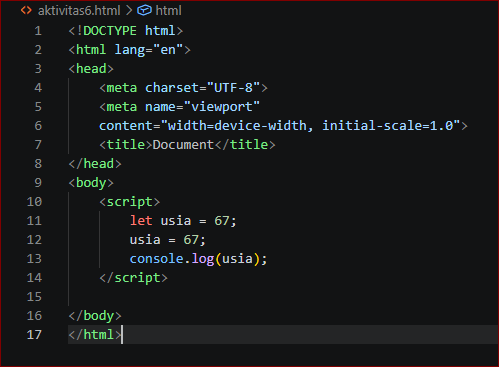 aktivitas6.html > html
1 <!DOCTYPE html>
2 <html lang="en">
3 <head>
4     <meta charset="UTF-8">
5     <meta name="viewport"
6     content="width=device-width, initial-scale=1.0">
7     <title>Document</title>
8 </head>
9 <body>
10     <script>
11         let usia = 67;
12         usia = 67;
13         console.log(usia);
14     </script>
15
16 </body>
17 </html>